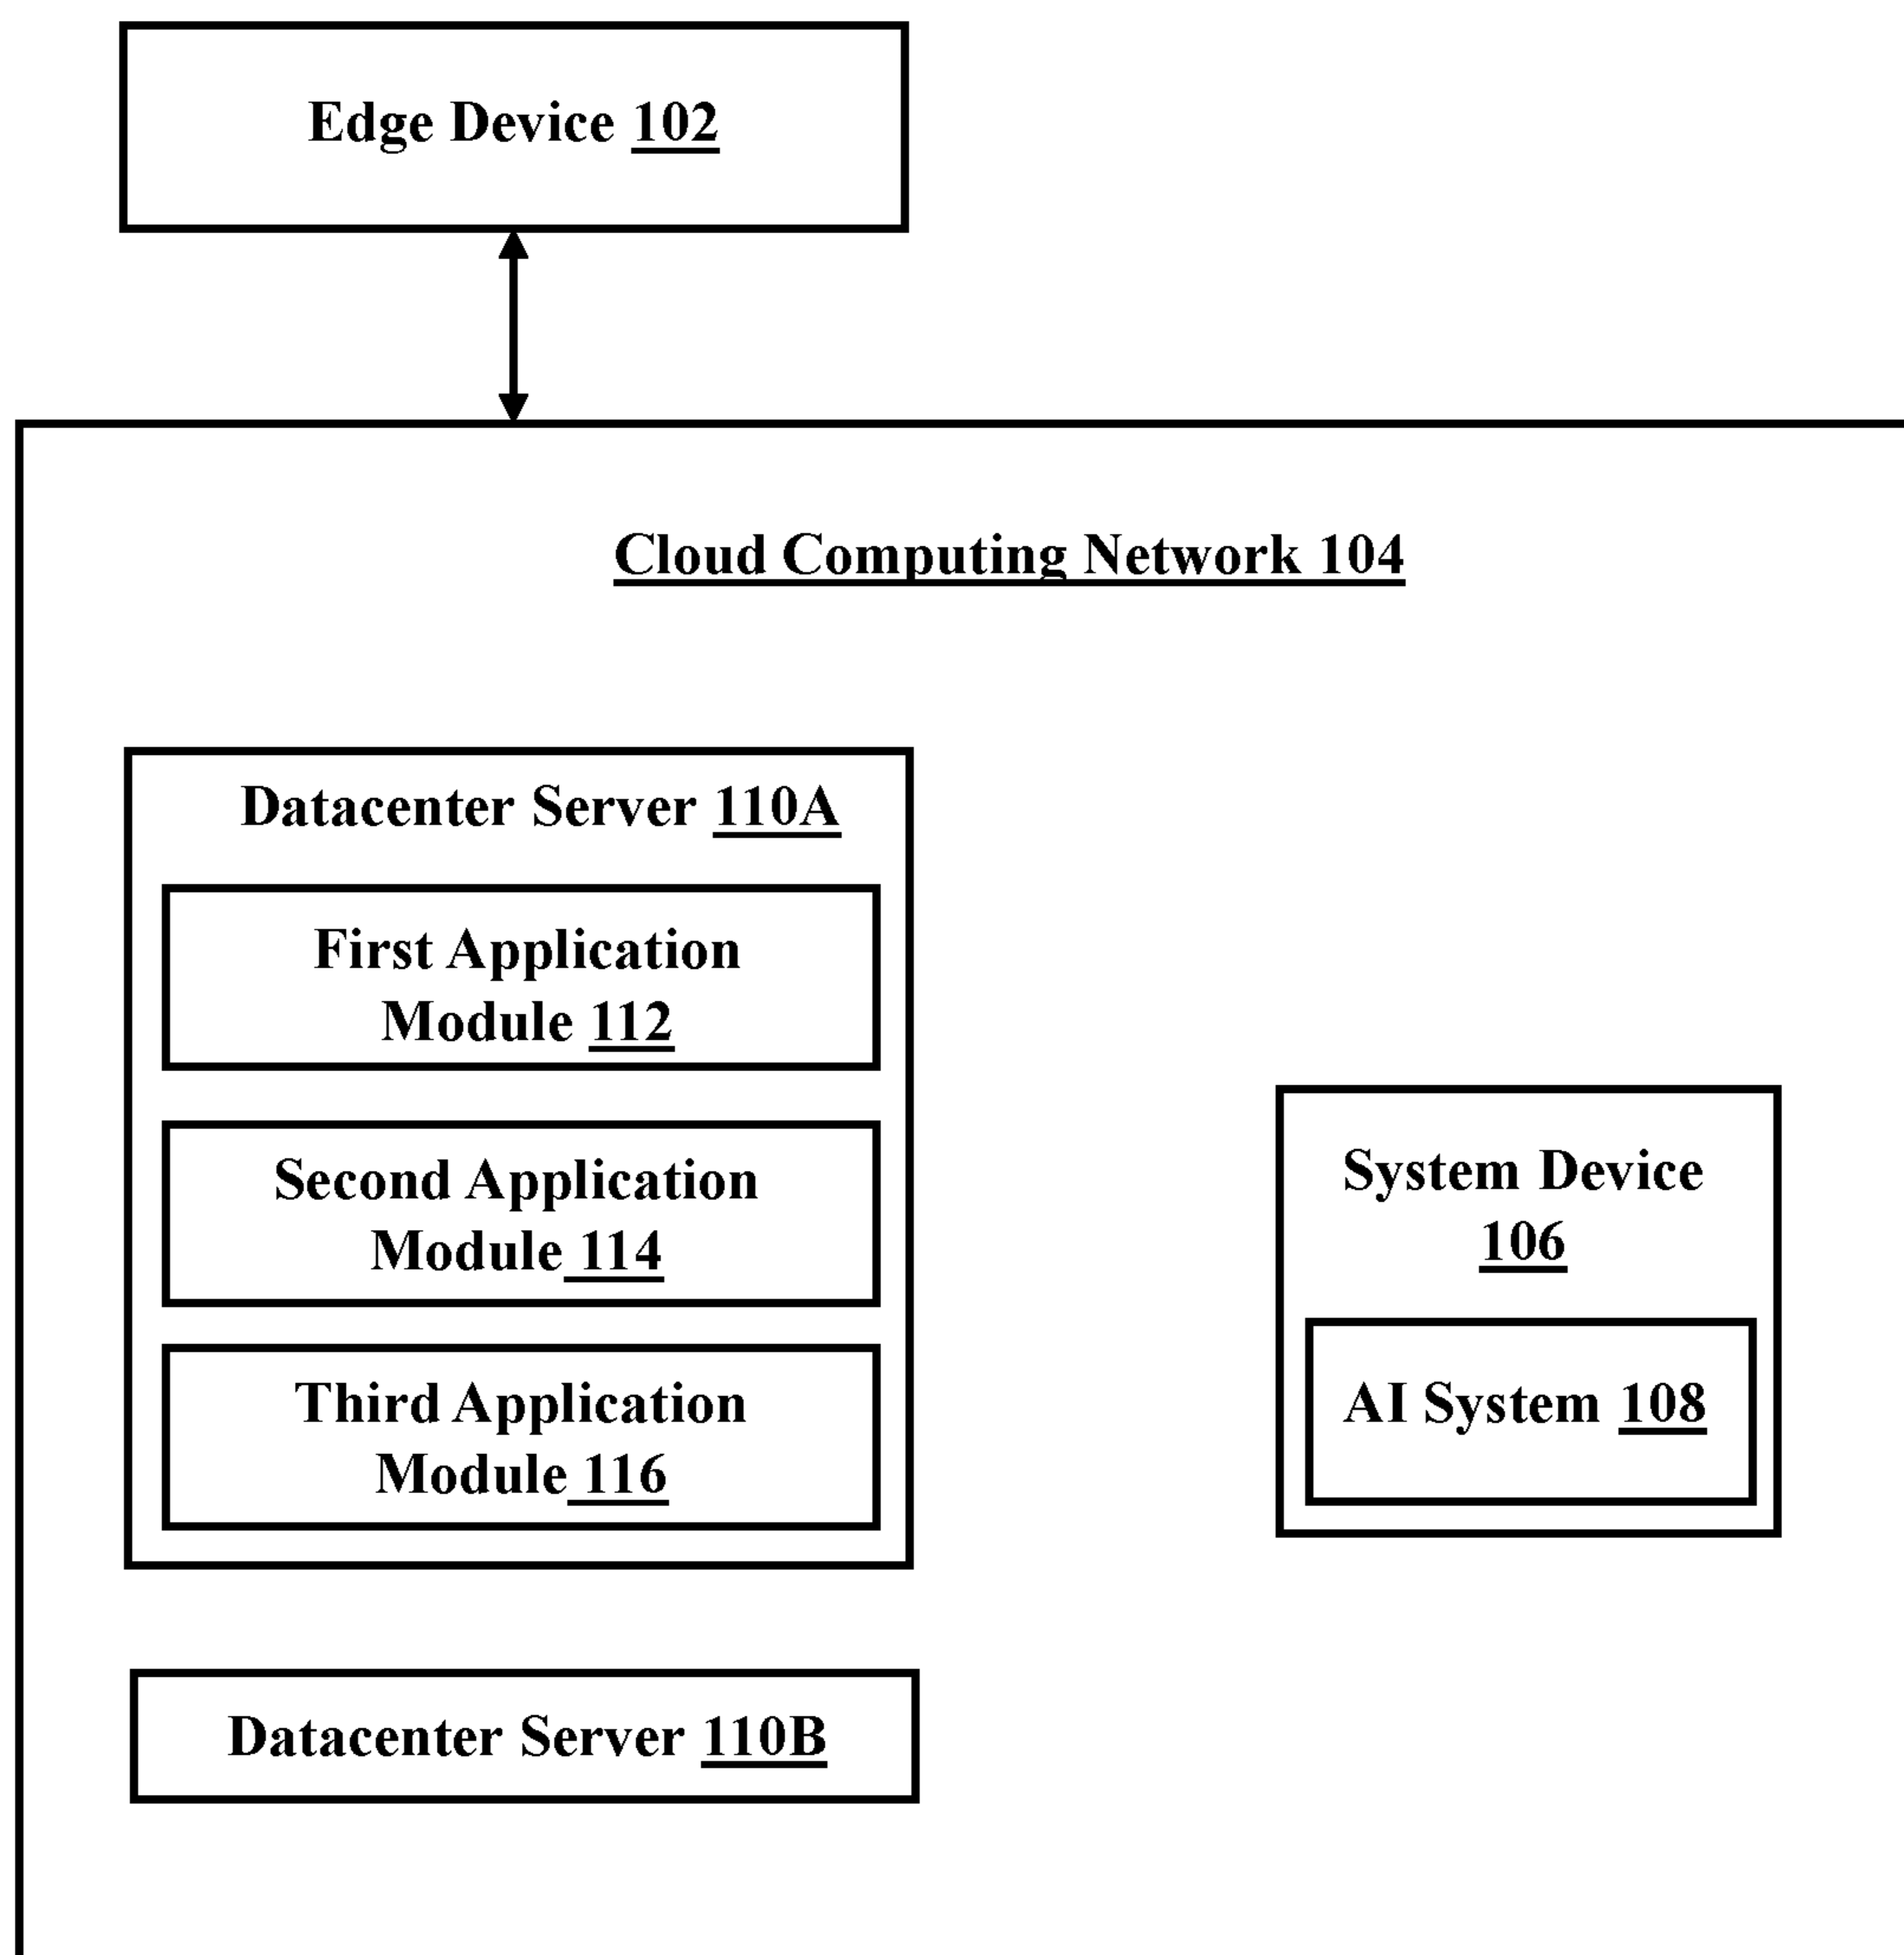 Edge Device 102
Cloud Computing Network 104
Datacenter Server 110A
First Application
Module 112
Second Application
Module 114
Third Application
Module 116
System Device
106
AI System 108
Datacenter Server 110B